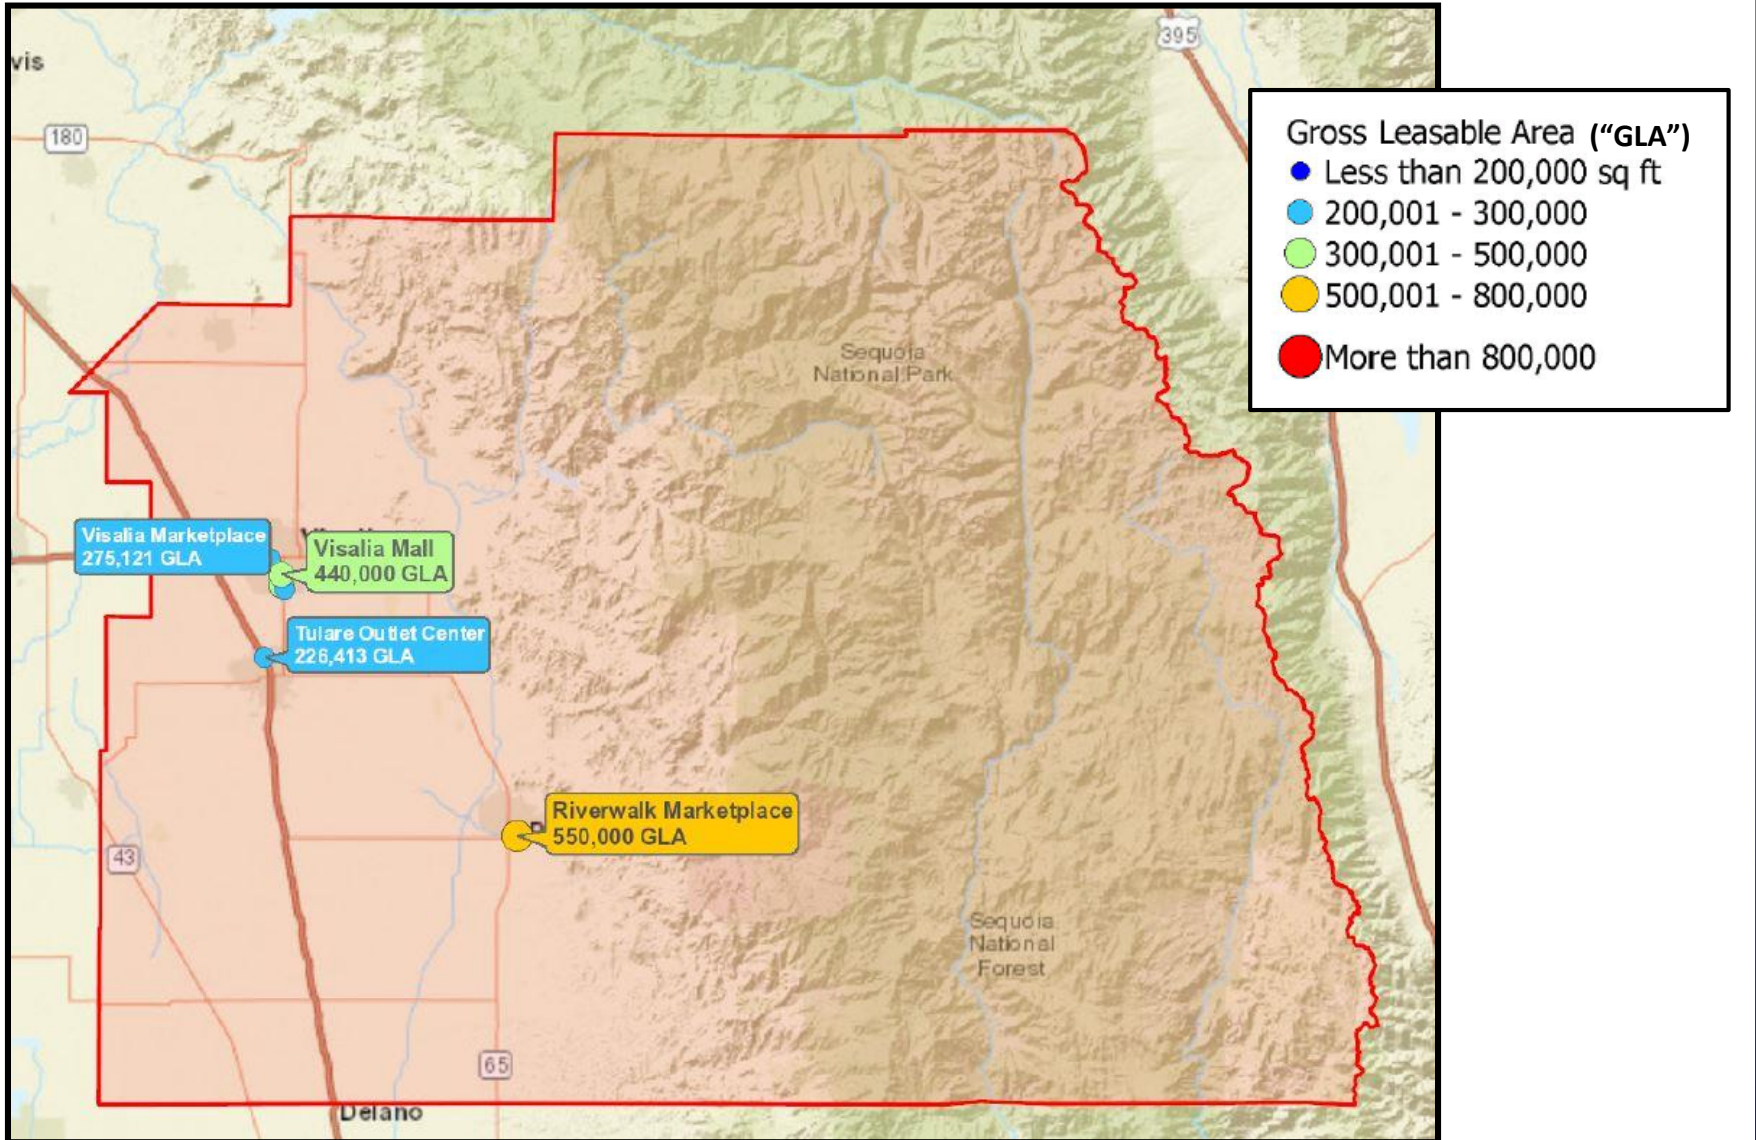 395
vis
180
Gross Leasable Area (“GLA”)
Less than 200,000 sq ft
200,001 - 300,000
300,001 - 500,000
500,001 - 800,000
More than 800,000
Sequoia
National Park
Visalia Marketplace
275,121 GLA
Visalia Mall
440,000 GLA
Tulare Outlet Center
226,413 GLA
Riverwalk Marketplace
550,000 GLA
43
Sequoia
National
Forest
65
Delano